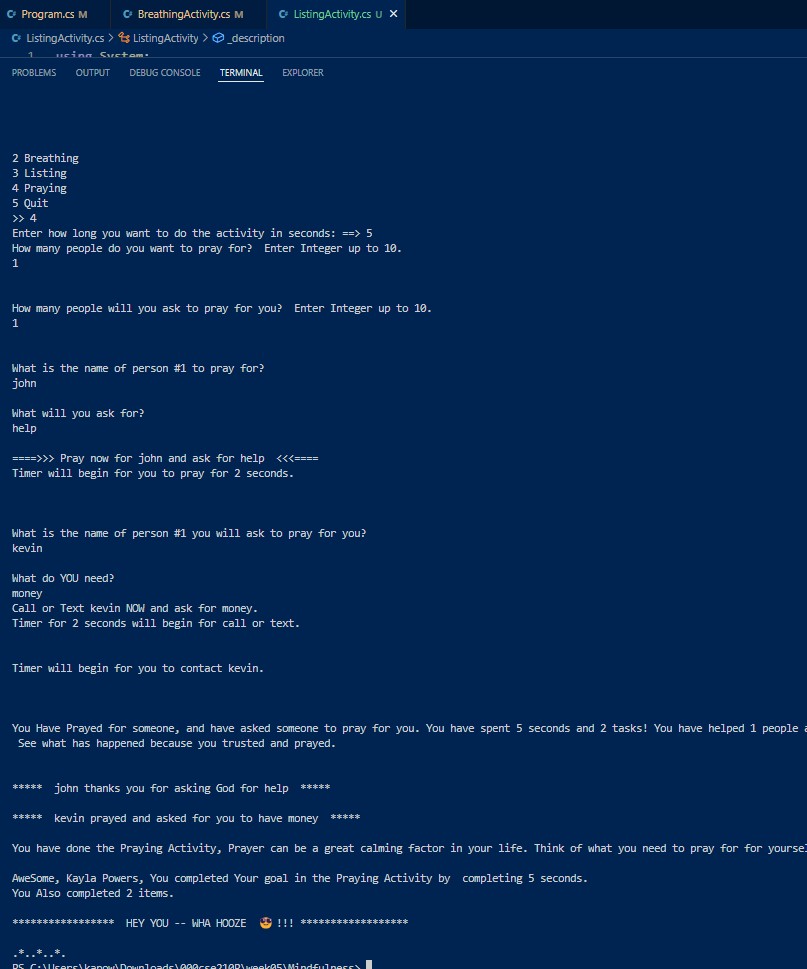 Program.cs M BreathingActivity.cs M ListingActivity.cs U ×
ListingActivity.cs > ListingActivity > _description
1 using System;
PROBLEMS OUTPUT DEBUG CONSOLE TERMINAL EXPLORER
2 Breathing
3 Listing
4 Praying
5 Quit
>> 4
Enter how long you want to do the activity in seconds: ==> 5
How many people do you want to pray for?  Enter Integer up to 10.
1
How many people will you ask to pray for you?  Enter Integer up to 10.
1
What is the name of person #1 to pray for?
john
What will you ask for?
help
====>>> Pray now for john and ask for help  <<<====
Timer will begin for you to pray for 2 seconds.
What is the name of person #1 you will ask to pray for you?
kevin
What do YOU need?
money
Call or Text kevin NOW and ask for money.
Timer for 2 seconds will begin for call or text.
Timer will begin for you to contact kevin.
You Have Prayed for someone, and have asked someone to pray for you. You have spent 5 seconds and 2 tasks! You have helped 1 people
See what has happened because you trusted and prayed.
*****  john thanks you for asking God for help  *****
*****  kevin prayed and asked for you to have money  *****
You have done the Praying Activity, Prayer can be a great calming factor in your life. Think of what you need to pray for for yourse
AweSome, Kayla Powers, You completed Your goal in the Praying Activity by  completing 5 seconds.
You Also completed 2 items.
*****************  HEY YOU -- WHA HOOZE  🤩 !!! ******************
.*..*..*.
PS C:\Users\kapow\Downloads\000cse210R\week05\Mindfulness>